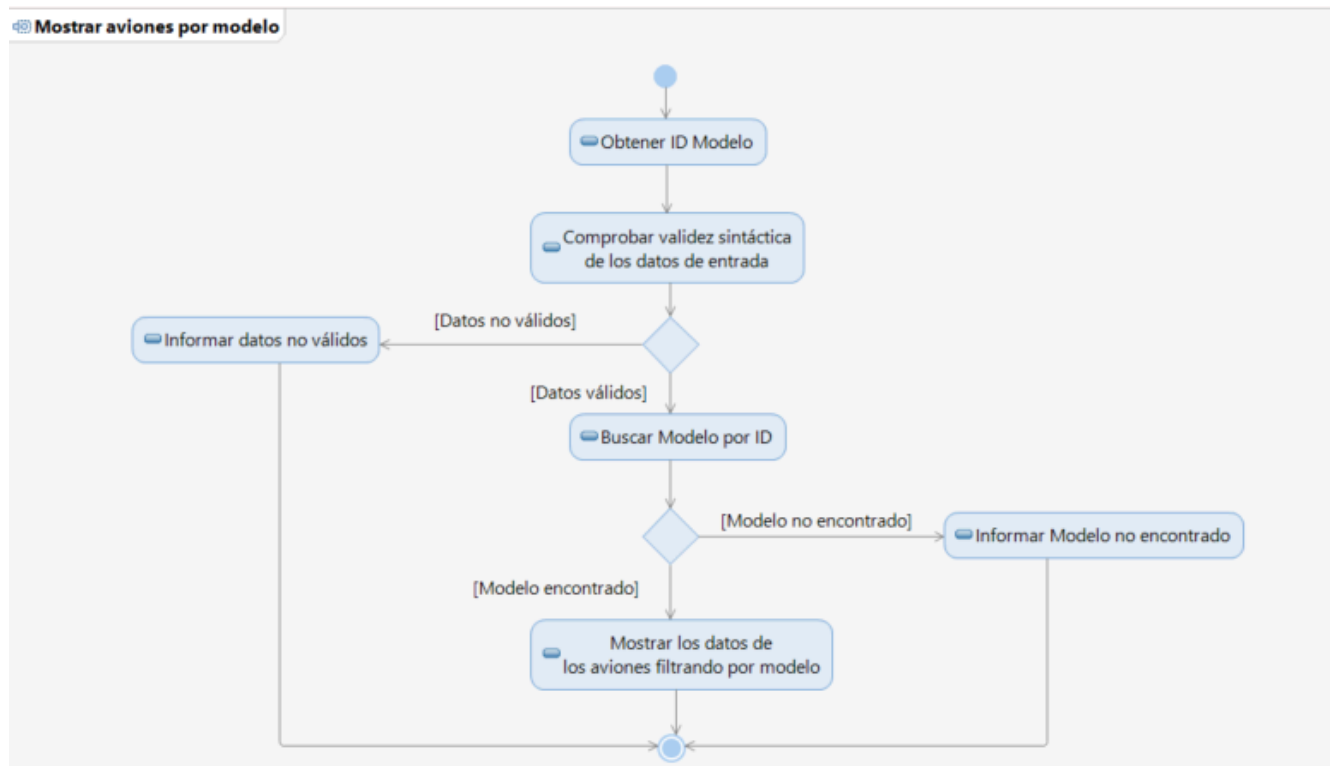 Mostrar aviones por modelo
Obtener ID Modelo
Comprobar validez sintáctica
de los datos de entrada
[Datos no válidos]
Informar datos no válidos
[Datos válidos]
Buscar Modelo por ID
[Modelo no encontrado]
Informar Modelo no encontrado
[Modelo encontrado]
Mostrar los datos de
los aviones filtrando por modelo